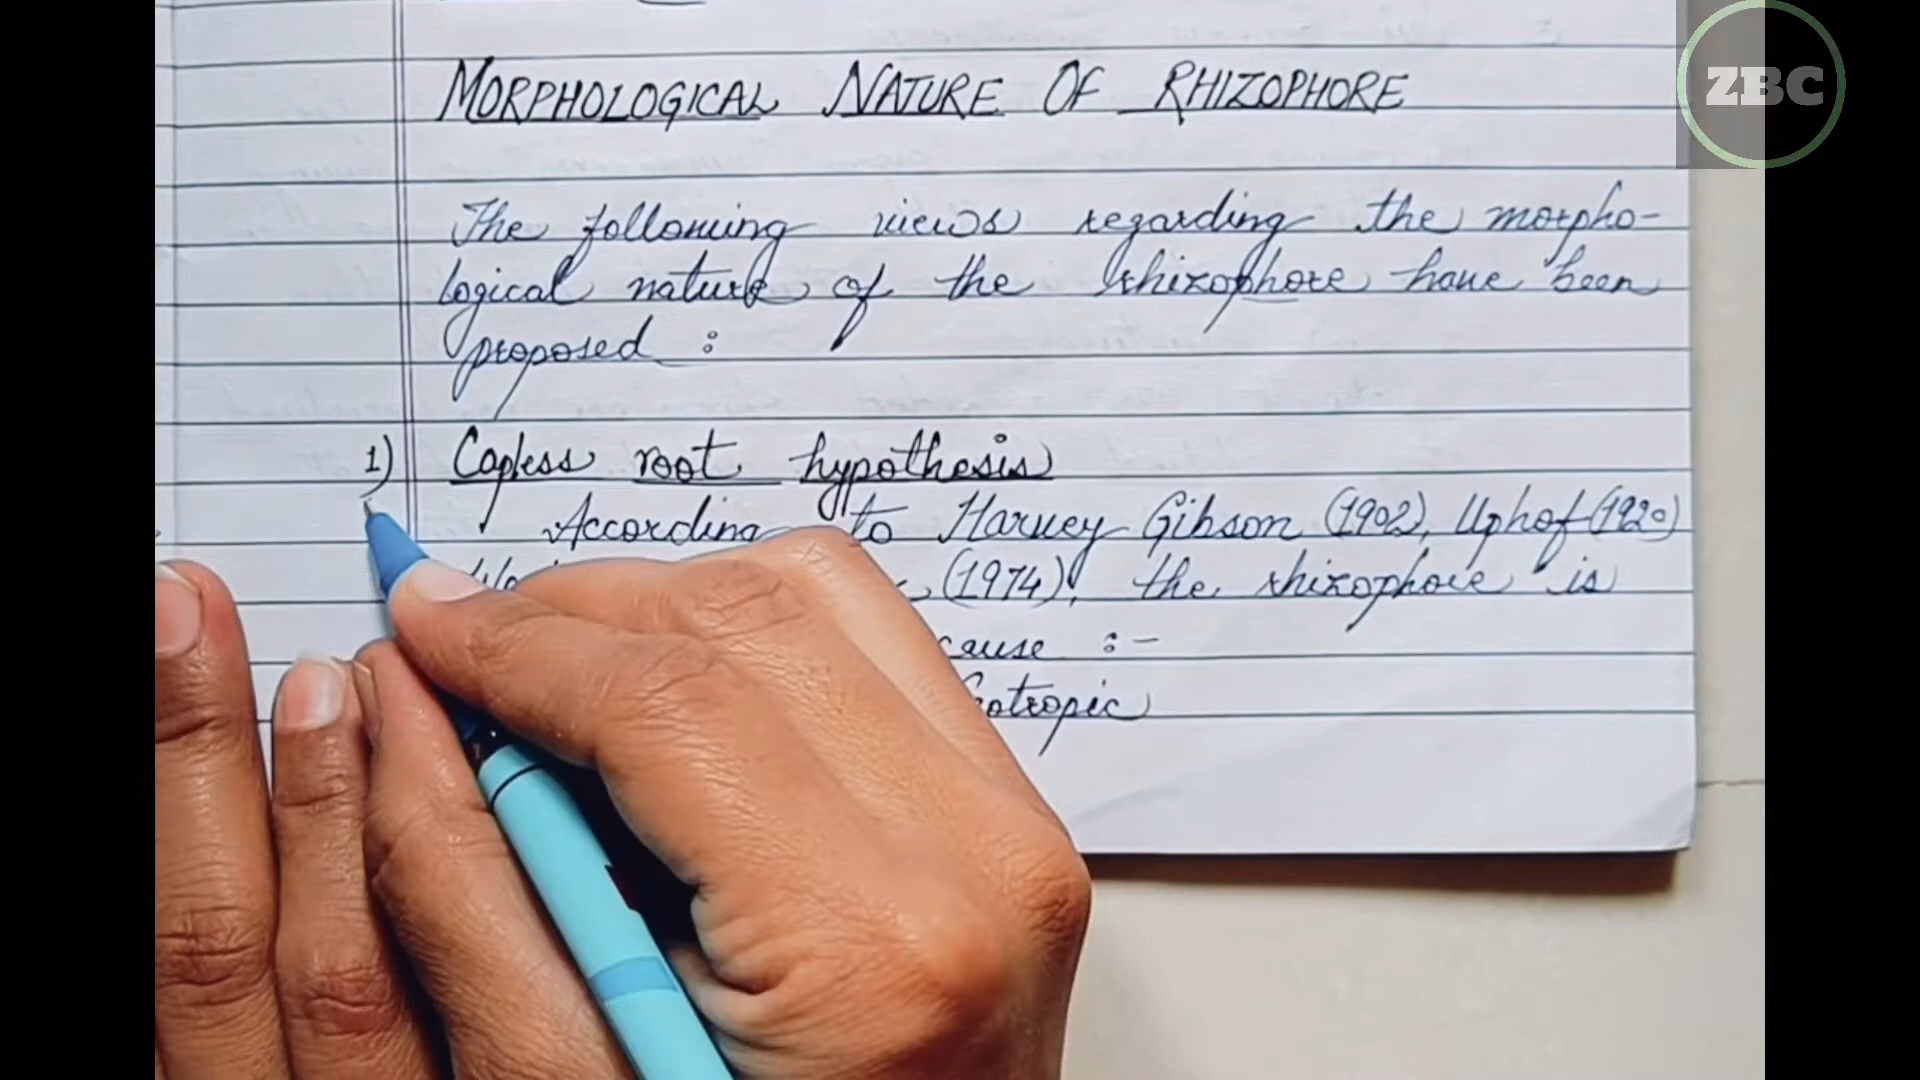 ZBC
MORPHOLOGICAL NATURE OF RHIZOPHORE
The following views regarding the morpho-
logical nature of the rhizophore have been
proposed :
1) Capless root hypothesis
According to Harvey Gibson (1902), Uphof (1920)
(1974), the rhizophore is
cause :-
otropic